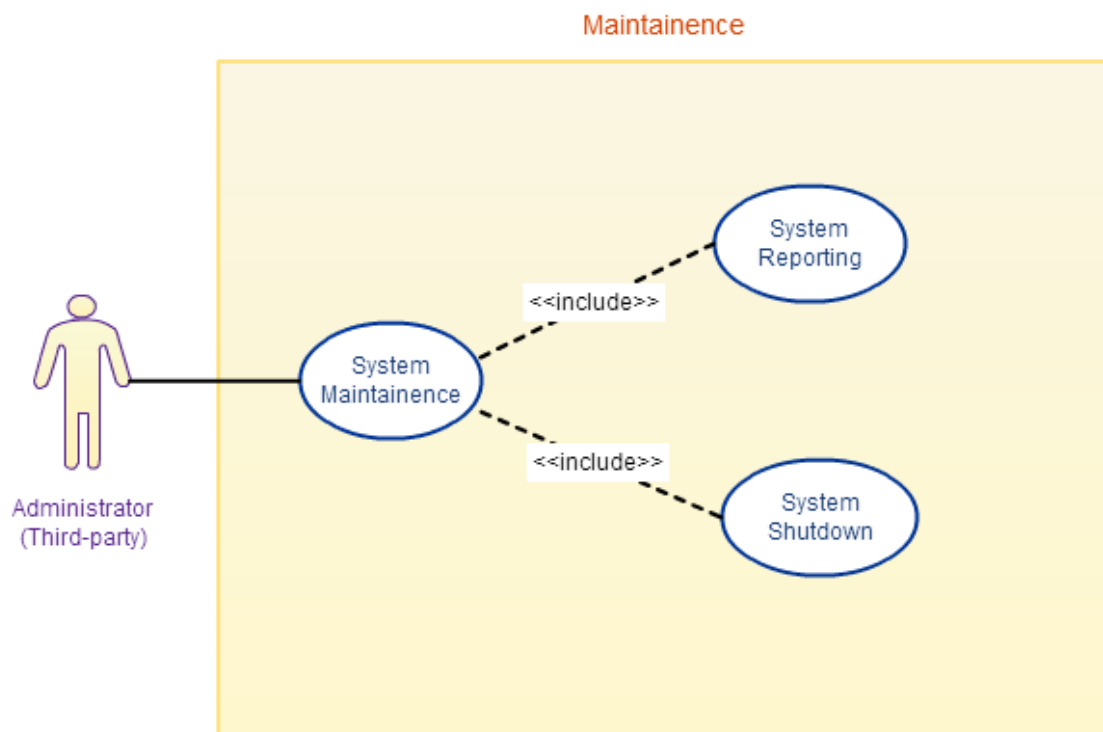 Maintainence
System
Reporting
<<include>>
System
Maintainence
<<include>>
System
Shutdown
Administrator
(Third-party)